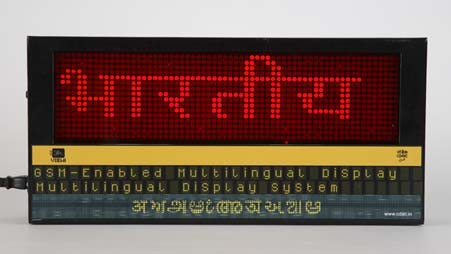 भारतीय
GSM-Enabled Multilingual Display
Multilingual Display System
www.cdac.in